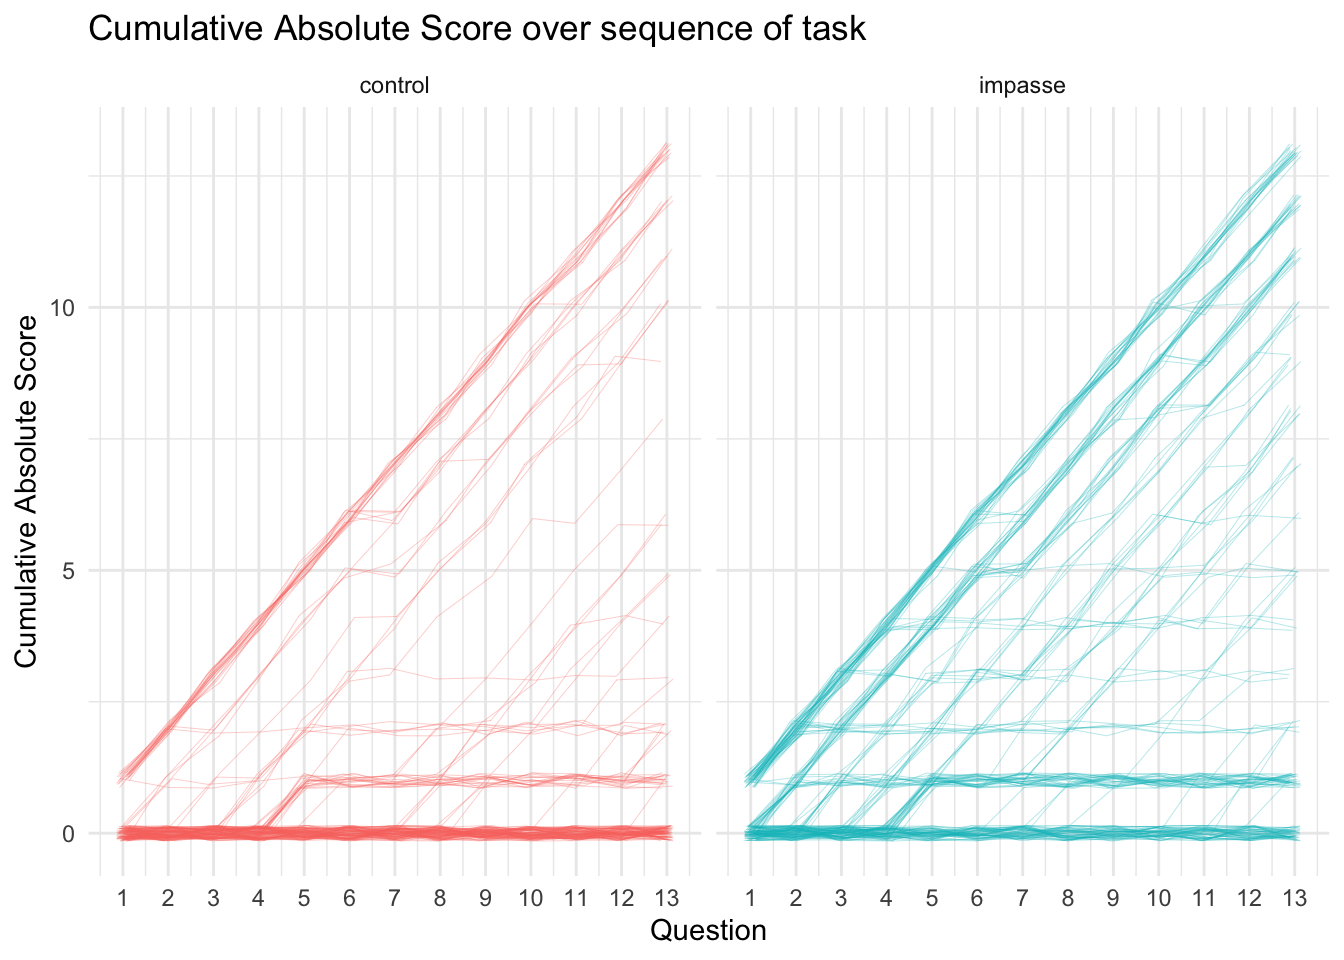 Cumulative Absolute Score over sequence of task
control
impasse
Cumulative Absolute Score
10
5
0
1 2 3 4 5 6 7 8 9 10 11 12 13
1 2 3 4 5 6 7 8 9 10 11 12 13
Question